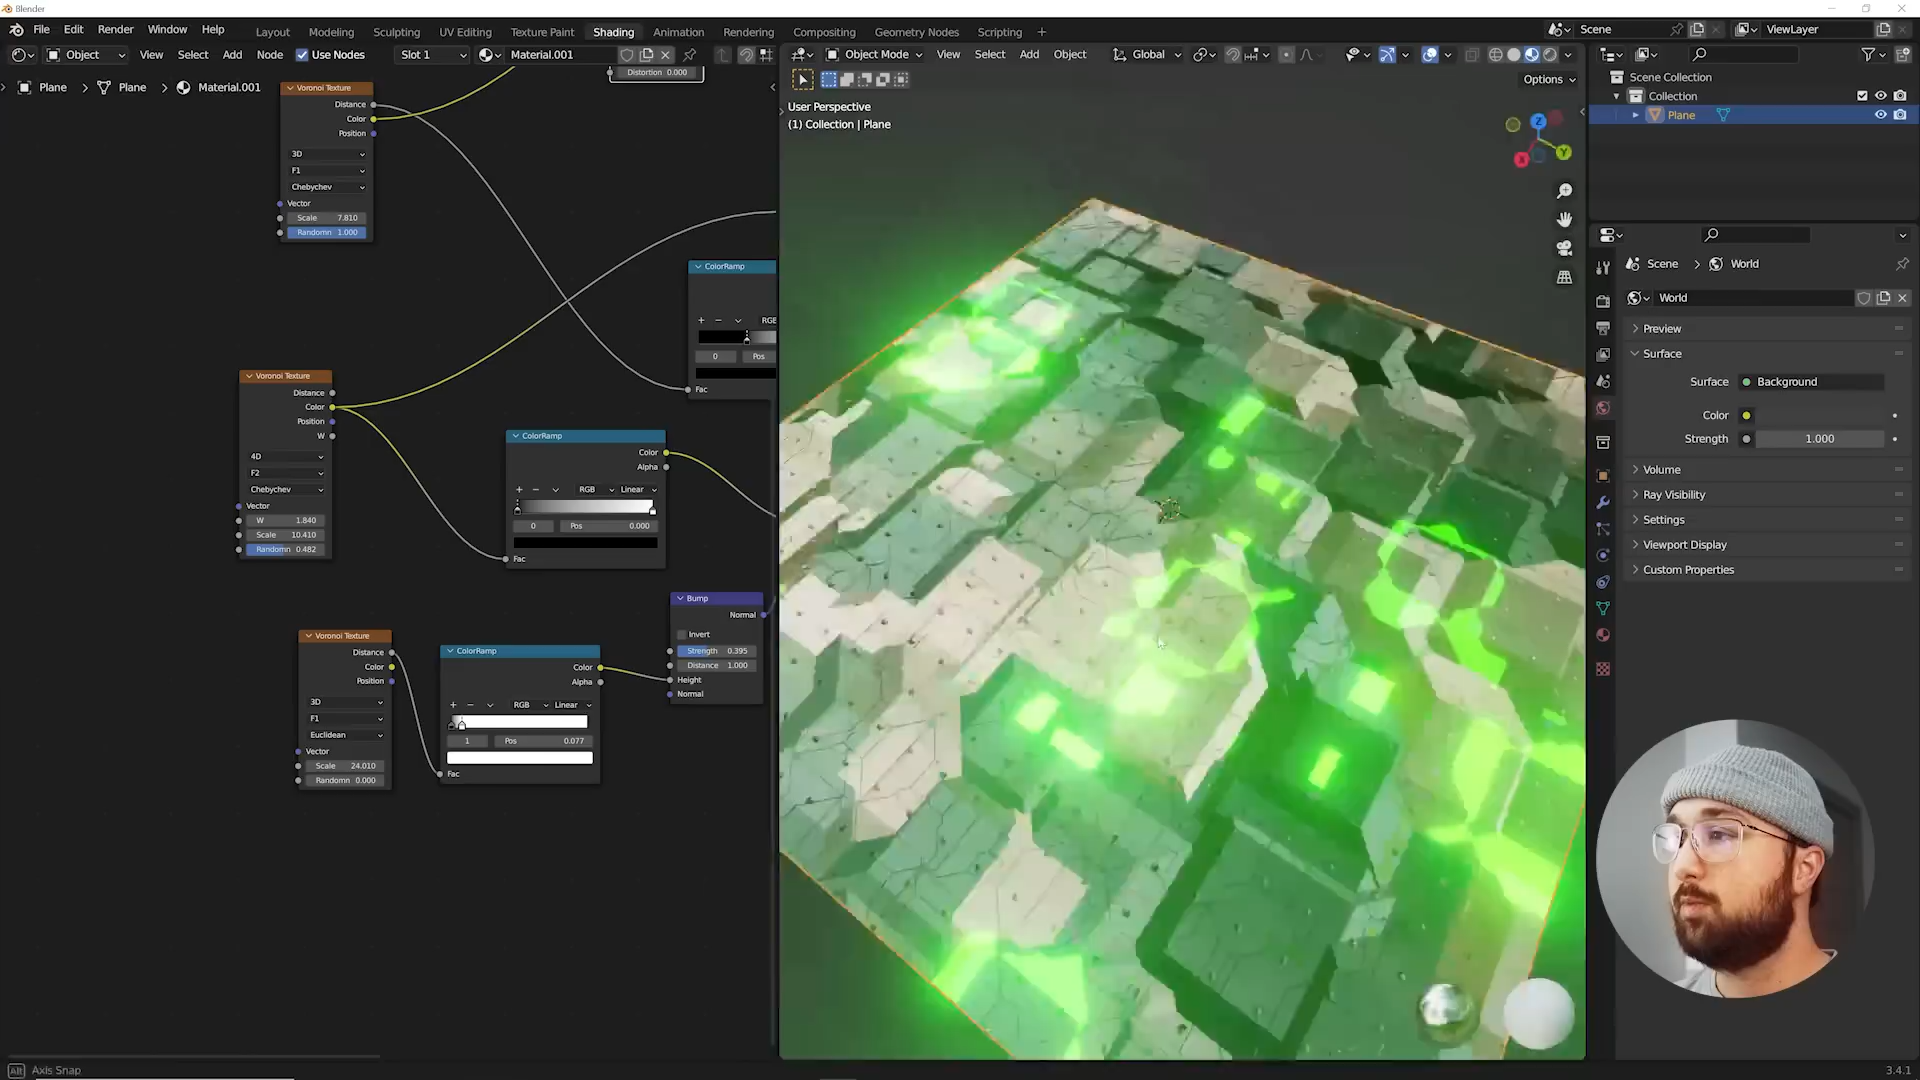 Blender
File Edit Render Window Help
Layout Modeling Sculpting UV Editing Texture Paint Shading Animation Rendering Compositing Geometry Nodes Scripting +
Scene
ViewLayer
Object View Select Add Node Use Nodes Slot 1 Material.001
Object Mode View Select Add Object Global
Options
Plane > Plane > Material.001
Distortion 0.000
Voronoi Texture
Distance
Color
Position
3D
F1
Chebychev
Vector
Scale 7.810
Randomn 1.000
ColorRamp
+ − RGB
0 Pos
Fac
Voronoi Texture
Distance
Color
Position
W
4D
F2
Chebychev
Vector
W 1.840
Scale 10.410
Randomn 0.482
ColorRamp
Color
Alpha
+ − RGB Linear
0 Pos 0.000
Fac
Bump
Normal
Invert
Strength 0.395
Distance 1.000
Height
Normal
Voronoi Texture
Distance
Color
Position
3D
F1
Euclidean
Vector
Scale 24.010
Randomn 0.000
ColorRamp
Color
Alpha
+ − RGB Linear
1 Pos 0.077
Fac
User Perspective
(1) Collection | Plane
Z
Y
X
Scene Collection
Collection
Plane
Scene > World
World
Preview
Surface
Surface Background
Color
Strength 1.000
Volume
Ray Visibility
Settings
Viewport Display
Custom Properties
Alt Axis Snap
3.4.1